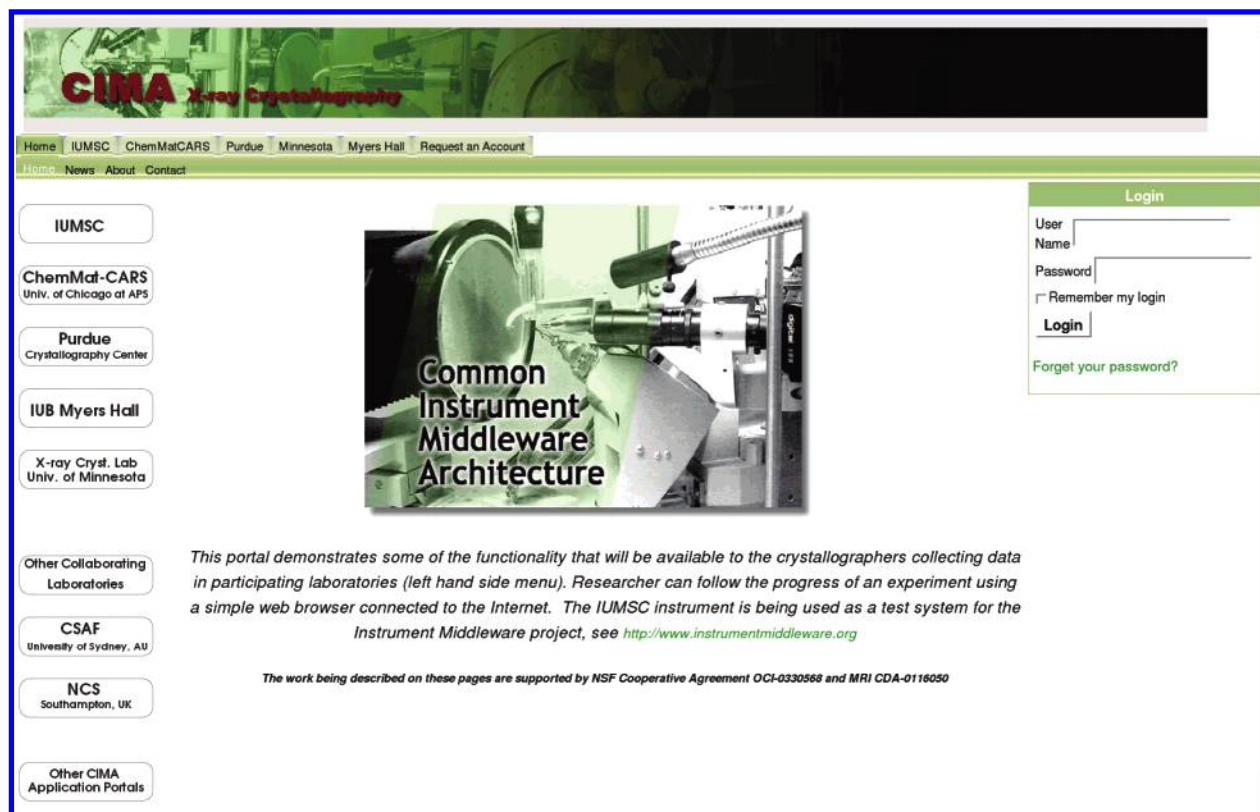 CIMA X-ray Crystallography
Home IUMSC ChemMatCARS Purdue Minnesota Myers Hall Request an Account
Home News About Contact
IUMSC
ChemMat-CARS
Univ. of Chicago at APS
Purdue
Crystallography Center
IUB Myers Hall
X-ray Cryst. Lab
Univ. of Minnesota
Other Collaborating
Laboratories
CSAF
University of Sydney, AU
NCS
Southampton, UK
Other CIMA
Application Portals
Common
Instrument
Middleware
Architecture
This portal demonstrates some of the functionality that will be available to the crystallographers collecting data
in participating laboratories (left hand side menu). Researcher can follow the progress of an experiment using
a simple web browser connected to the Internet. The IUMSC instrument is being used as a test system for the
Instrument Middleware project, see http://www.instrumentmiddleware.org
The work being described on these pages are supported by NSF Cooperative Agreement OCI-0330568 and MRI CDA-0116050
Login
User
Name
Password
Remember my login
Login
Forget your password?